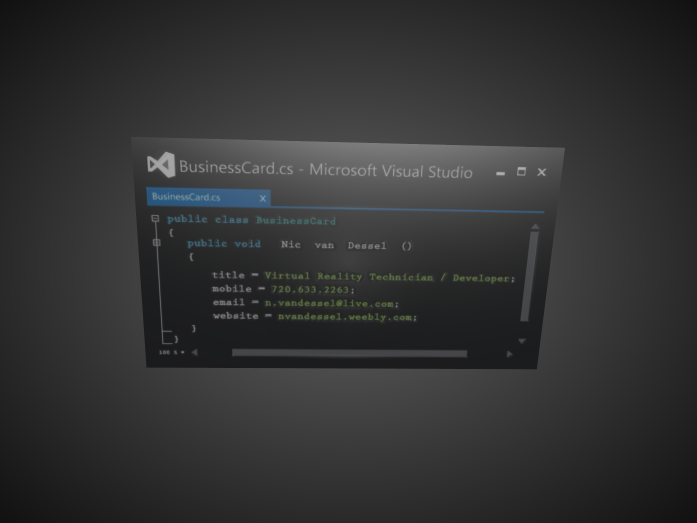 BusinessCard.cs - Microsoft Visual Studio
BusinessCard.cs x
public class BusinessCard
{
public void Nic van Dessel ()
{
title = Virtual Reality Technician / Developer;
mobile = 720.633.2263;
email = n.vandessel@live.com;
website = nvandessel.weebly.com;
}
}
100 %